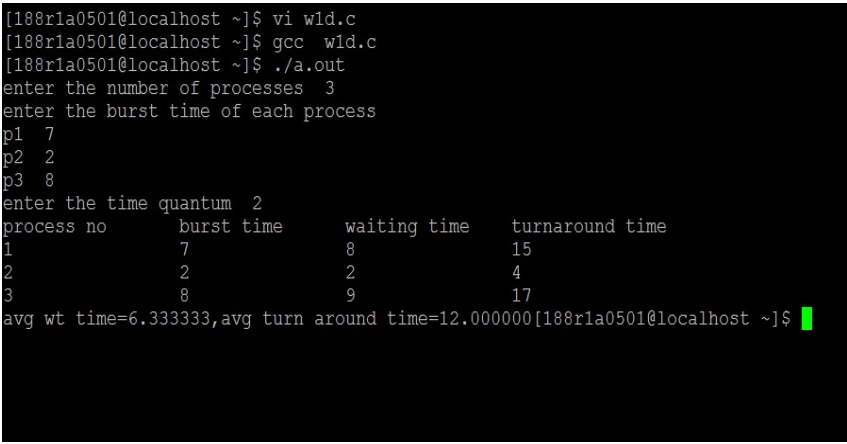 [188r1a0501@localhost ~]$ vi w1d.c
[188r1a0501@localhost ~]$ gcc  w1d.c
[188r1a0501@localhost ~]$ ./a.out
enter the number of processes  3
enter the burst time of each process
p1  7
p2  2
p3  8
enter the time quantum  2
process no       burst time      waiting time    turnaround time
1                7               8               15
2                2               2               4
3                8               9               17
avg wt time=6.333333,avg turn around time=12.000000[188r1a0501@localhost ~]$